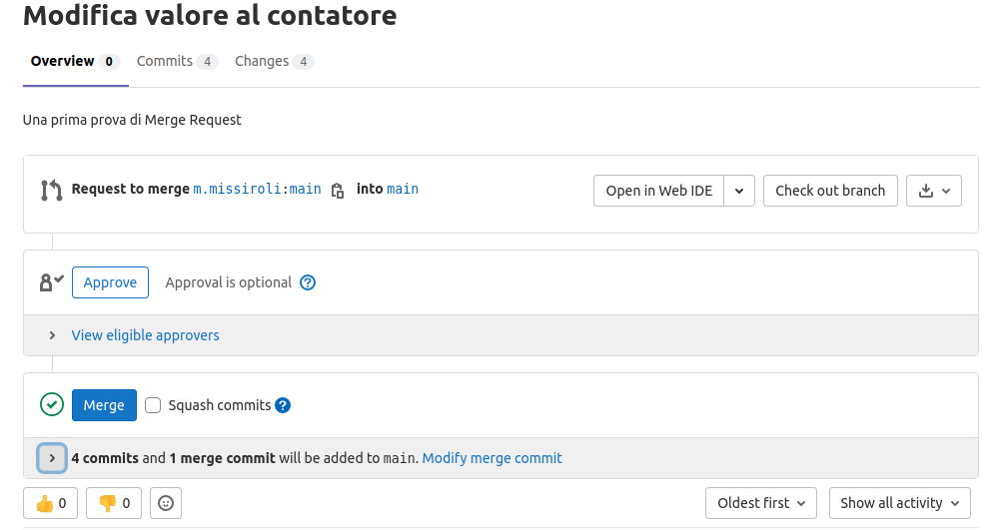 Modifica valore al contatore
Overview 0 Commits 4 Changes 4
Una prima prova di Merge Request
Request to merge m.missiroli:main into main Open in Web IDE Check out branch
Approve Approval is optional ?
View eligible approvers
Merge Squash commits ?
4 commits and 1 merge commit will be added to main. Modify merge commit
0 0 Oldest first Show all activity